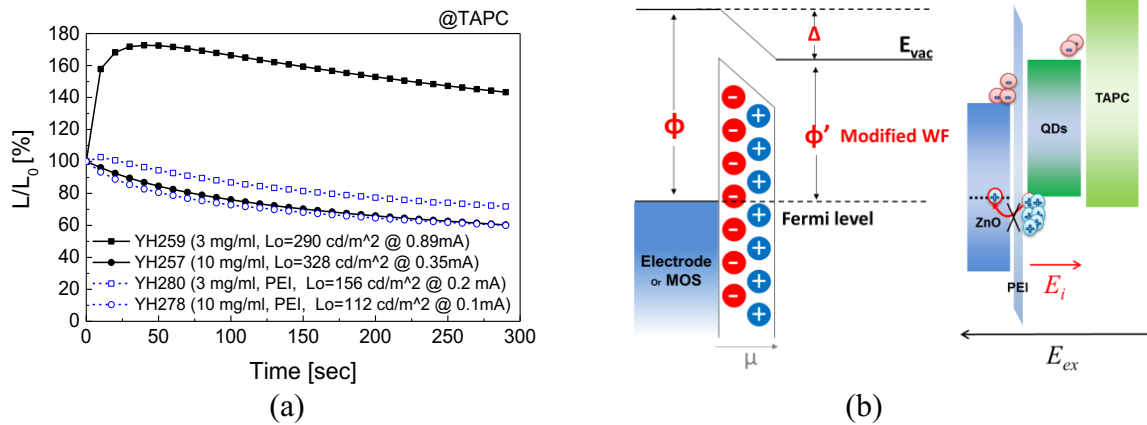 @TAPC
L/L0 [%]
180
160
140
120
100
80
60
40
20
0
YH259 (3 mg/ml, Lo=290 cd/m^2 @ 0.89mA)
YH257 (10 mg/ml, Lo=328 cd/m^2 @ 0.35mA)
YH280 (3 mg/ml, PEI, Lo=156 cd/m^2 @ 0.2 mA)
YH278 (10 mg/ml, PEI, Lo=112 cd/m^2 @ 0.1mA)
0 50 100 150 200 250 300
Time [sec]
(a)
Δ
Evac
Φ
Φ' Modified WF
Fermi level
Electrode
Or MOS
μ
TAPC
QDs
ZnO
PEI
Ei
Eex
(b)